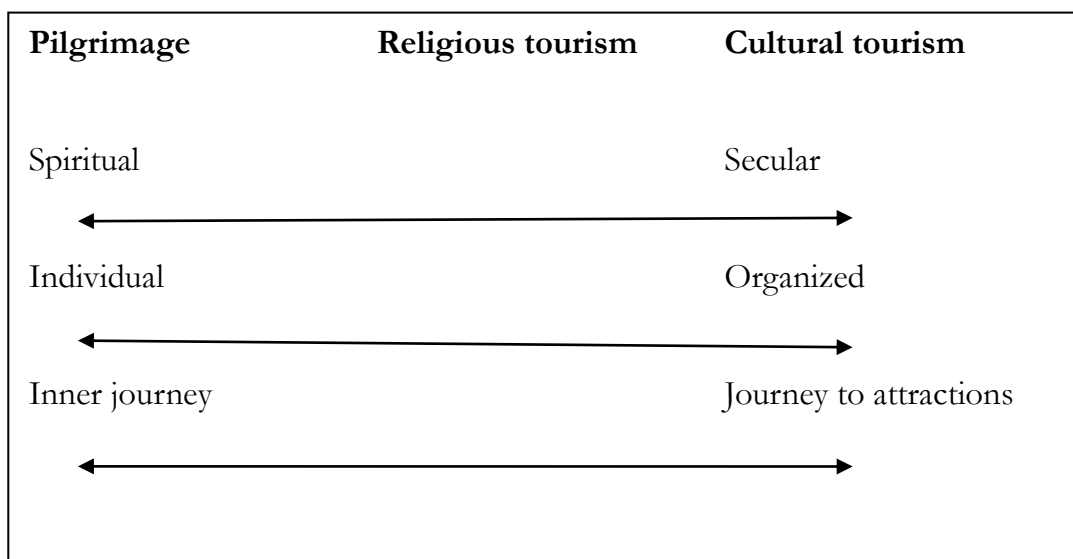 Pilgrimage Religious tourism Cultural tourism
Spiritual Secular
Individual Organized
Inner journey Journey to attractions